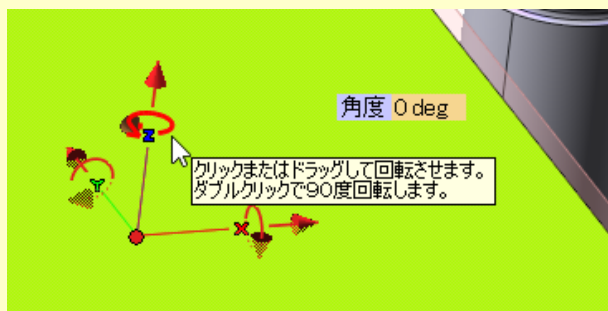 角度 0 deg
Z
クリックまたはドラッグして回転させます。
ダブルクリックで90度回転します。
Y
X